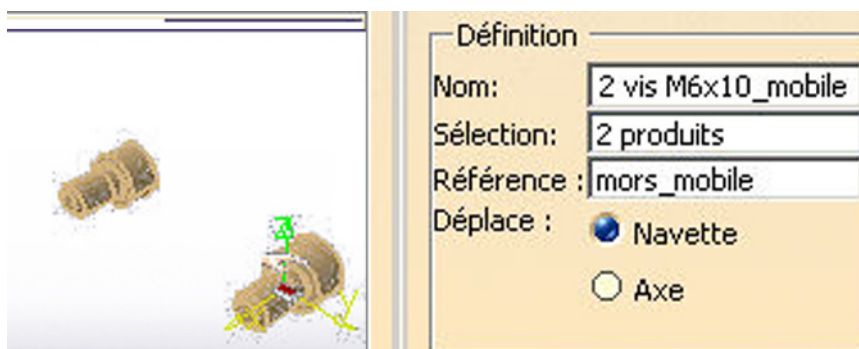 Définition
Nom: 2 vis M6x10_mobile
Sélection: 2 produits
Référence : mors_mobile
Déplace : Navette
Axe